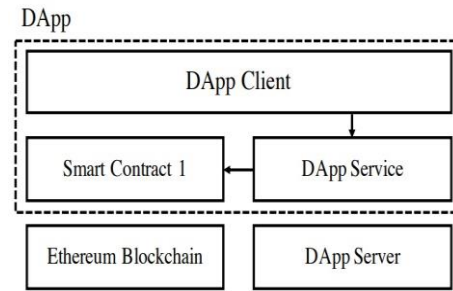 DApp
DApp Client
Smart Contract 1
DApp Service
Ethereum Blockchain
DApp Server